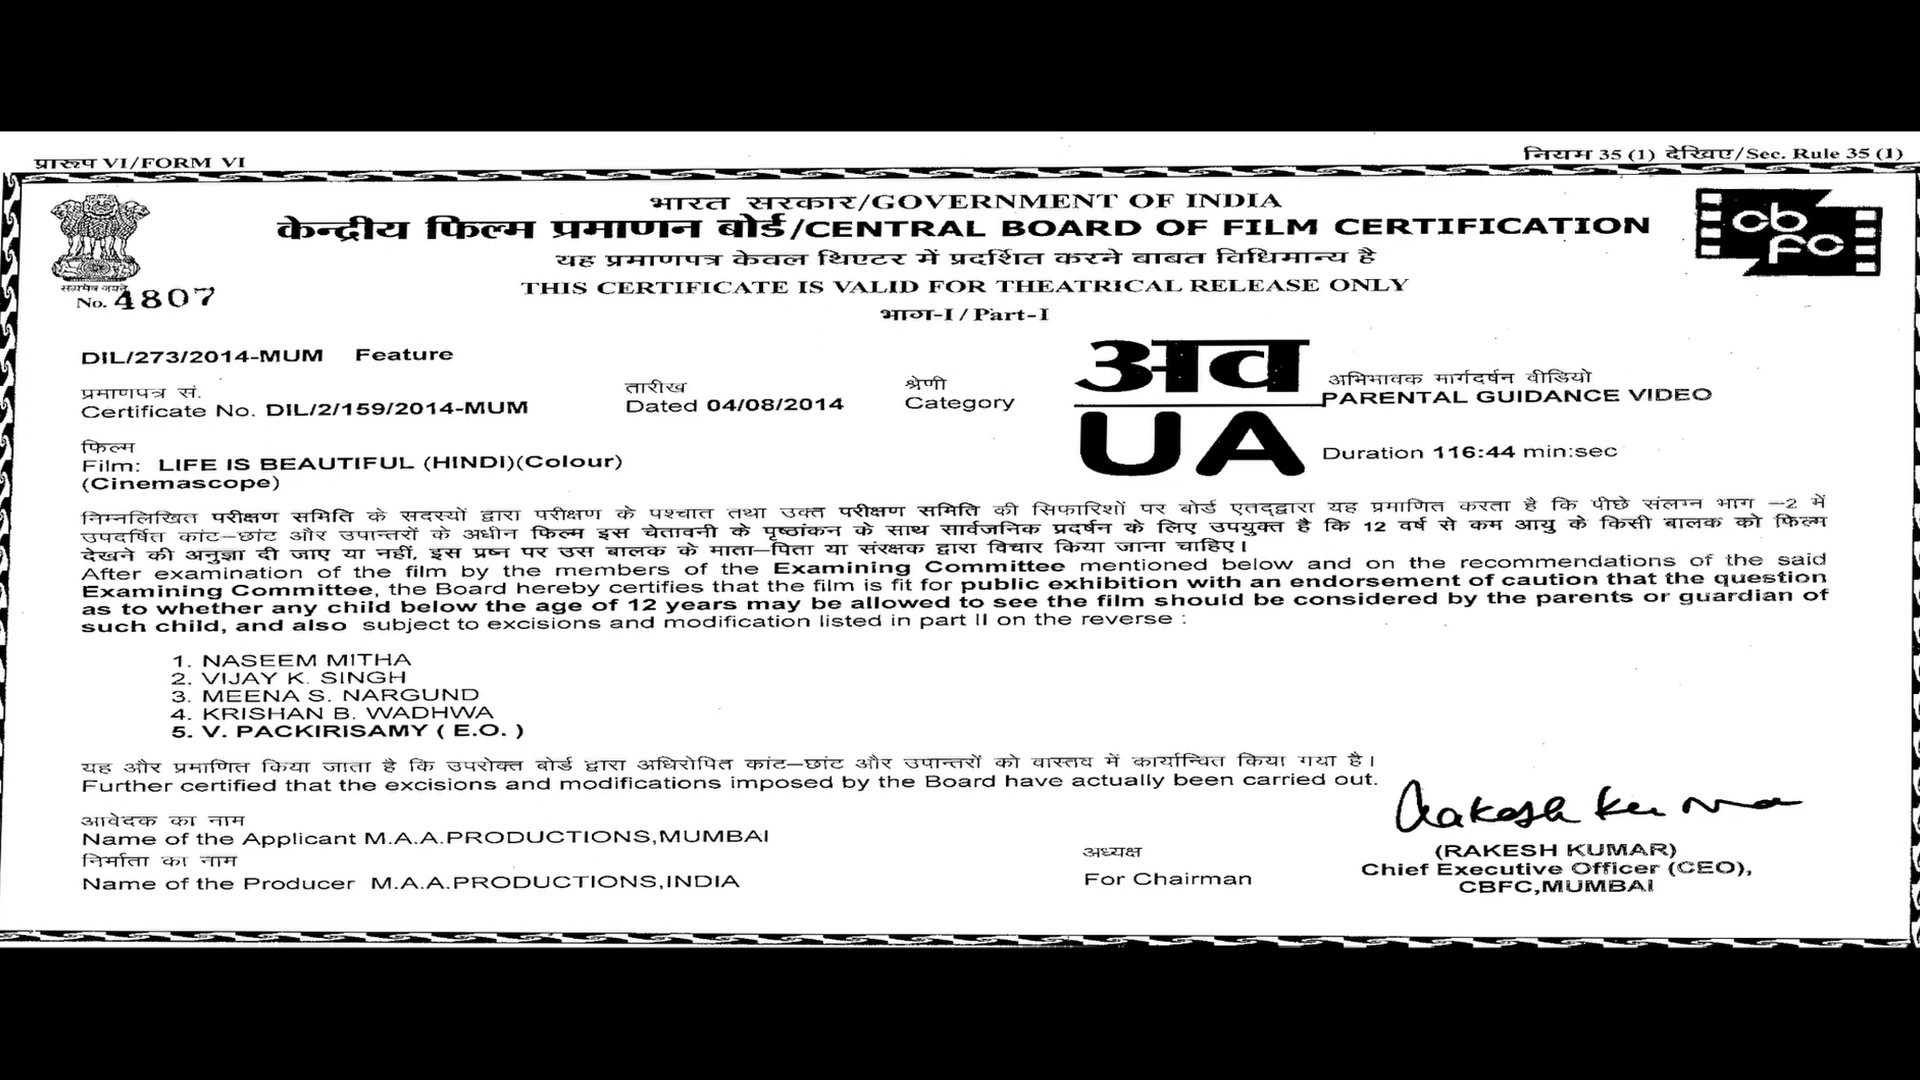 प्रारूप VI/FORM VI
नियम 35 (1) देखिए/Sec. Rule 35 (1)
भारत सरकार/GOVERNMENT OF INDIA
केन्द्रीय फिल्म प्रमाणन बोर्ड/CENTRAL BOARD OF FILM CERTIFICATION
cb
fc
यह प्रमाणपत्र केवल थिएटर में प्रदर्शित करने बाबत विधिमान्य है
सत्यमेव जयते
No. 4807
THIS CERTIFICATE IS VALID FOR THEATRICAL RELEASE ONLY
भाग-I / Part-I
DIL/273/2014-MUM Feature
प्रमाणपत्र सं.
Certificate No. DIL/2/159/2014-MUM
तारीख
Dated 04/08/2014
श्रेणी
Category
अव
UA
अभिभावक मार्गदर्षन वीडियो
PARENTAL GUIDANCE VIDEO
Duration 116:44 min:sec
फिल्म
Film: LIFE IS BEAUTIFUL (HINDI)(Colour)
(Cinemascope)
निम्नलिखित परीक्षण समिति के सदस्यों द्वारा परीक्षण के पश्चात तथा उक्त परीक्षण समिति की सिफारिशों पर बोर्ड एतद्द्वारा यह प्रमाणित करता है कि पीछे संलग्न भाग -2 में
उपदर्षित कांट-छांट और उपान्तरों के अधीन फिल्म इस चेतावनी के पृष्ठांकन के साथ सार्वजनिक प्रदर्षन के लिए उपयुक्त है कि 12 वर्ष से कम आयु के किसी बालक को फिल्म
देखने की अनुज्ञा दी जाए या नहीं, इस प्रष्न पर उस बालक के माता-पिता या संरक्षक द्वारा विचार किया जाना चाहिए।
After examination of the film by the members of the Examining Committee mentioned below and on the recommendations of the said
Examining Committee, the Board hereby certifies that the film is fit for public exhibition with an endorsement of caution that the question
as to whether any child below the age of 12 years may be allowed to see the film should be considered by the parents or guardian of
such child, and also subject to excisions and modification listed in part II on the reverse :
1. NASEEM MITHA
2. VIJAY K. SINGH
3. MEENA S. NARGUND
4. KRISHAN B. WADHWA
5. V. PACKIRISAMY ( E.O. )
यह और प्रमाणित किया जाता है कि उपरोक्त बोर्ड द्वारा अधिरोपित कांट-छांट और उपान्तरों को वास्तव में कार्यान्वित किया गया है।
Further certified that the excisions and modifications imposed by the Board have actually been carried out.
Rakesh Kumar
आवेदक का नाम
Name of the Applicant M.A.A.PRODUCTIONS,MUMBAI
निर्माता का नाम
Name of the Producer M.A.A.PRODUCTIONS,INDIA
अध्यक्ष
For Chairman
(RAKESH KUMAR)
Chief Executive Officer (CEO),
CBFC,MUMBAI